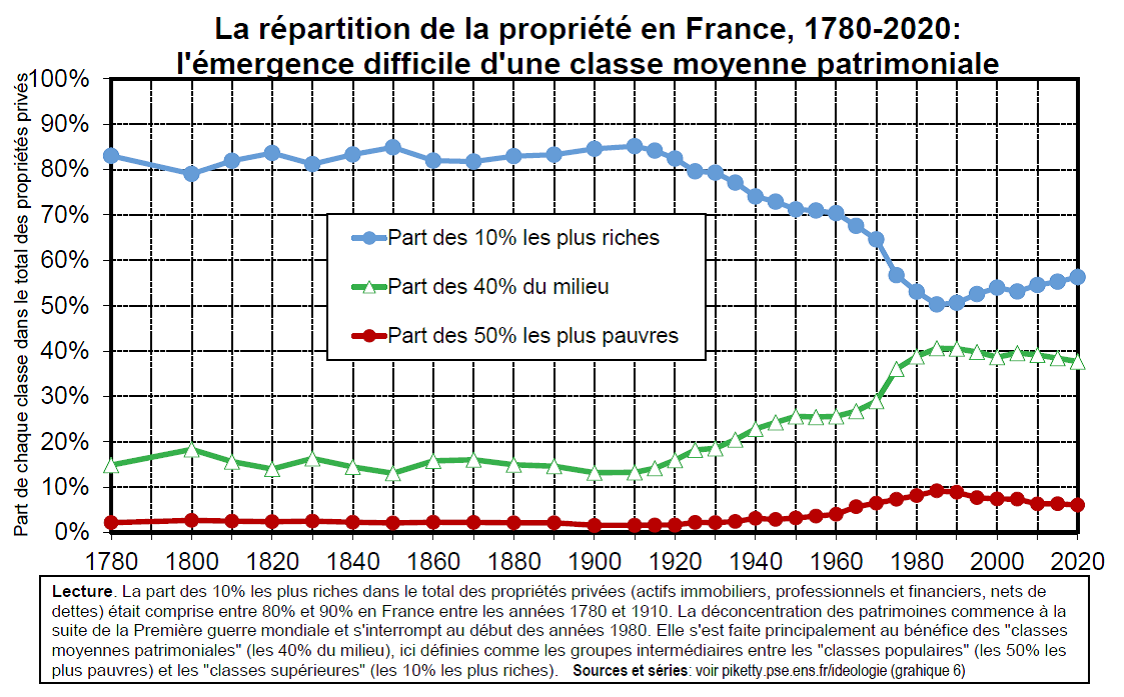 La répartition de la propriété en France, 1780-2020:
l'émergence difficile d'une classe moyenne patrimoniale
Part de chaque classe dans le total des propriétés privés
100%
90%
80%
70%
60%
50%
40%
30%
20%
10%
0%
Part des 10% les plus riches
Part des 40% du milieu
Part des 50% les plus pauvres
1780 1800 1820 1840 1860 1880 1900 1920 1940 1960 1980 2000 2020
Lecture. La part des 10% les plus riches dans le total des propriétés privées (actifs immobiliers, professionnels et financiers, nets de
dettes) était comprise entre 80% et 90% en France entre les années 1780 et 1910. La déconcentration des patrimoines commence à la
suite de la Première guerre mondiale et s'interrompt au début des années 1980. Elle s'est faite principalement au bénéfice des "classes
moyennes patrimoniales" (les 40% du milieu), ici définies comme les groupes intermédiaires entre les "classes populaires" (les 50% les
plus pauvres) et les "classes supérieures" (les 10% les plus riches). Sources et séries: voir piketty.pse.ens.fr/ideologie (grahique 6)